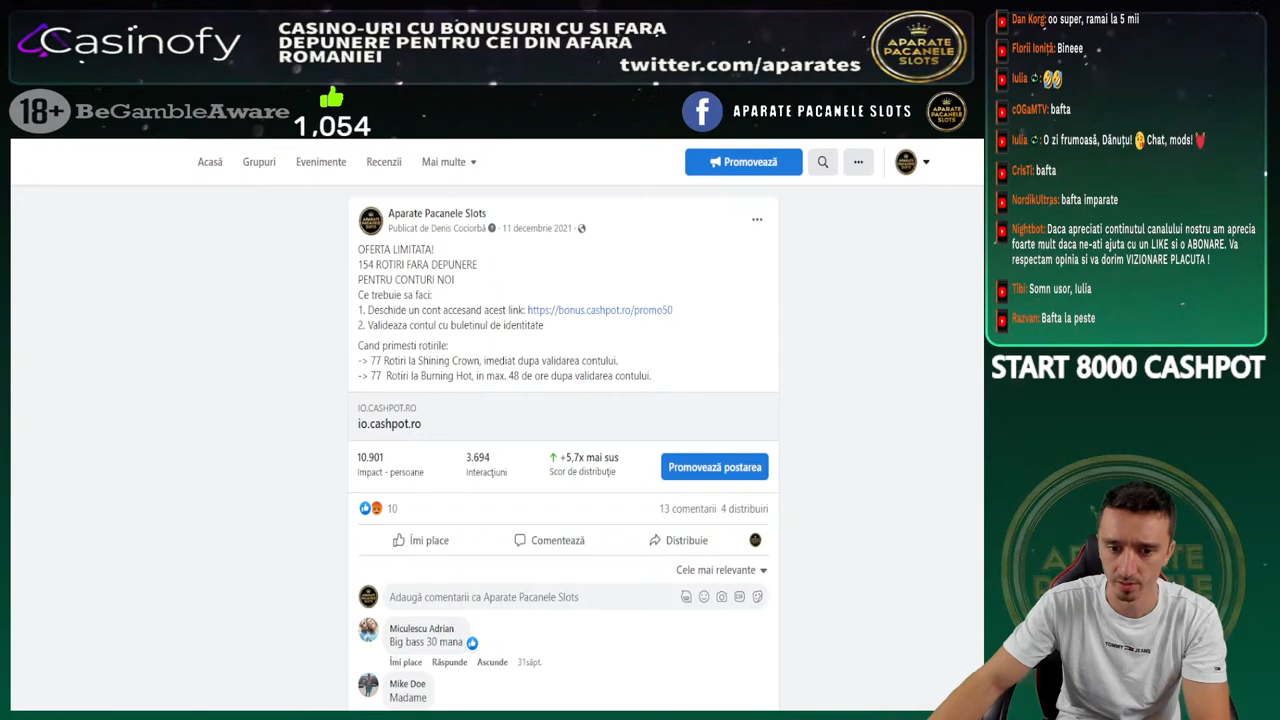 Casinofy
CASINO-URI CU BONUSURI CU SI FARA
DEPUNERE PENTRU CEI DIN AFARA
ROMANIEI
twitter.com/aparates
APARATE
PACANELE
SLOTS
18+ BeGambleAware
1,054
APARATE PACANELE SLOTS
Acasă Grupuri Evenimente Recenzii Mai multe
Promovează
Aparate Pacanele Slots
Publicat de Denis Cociorbă · 11 decembrie 2021 ·
OFERTA LIMITATA!
154 ROTIRI FARA DEPUNERE
PENTRU CONTURI NOI
Ce trebuie sa faci:
1. Deschide un cont accesand acest link: https://bonus.cashpot.ro/promo50
2. Valideaza contul cu buletinul de identitate
Cand primesti rotirile:
-> 77 Rotiri la Shining Crown, imediat dupa validarea contului.
-> 77 Rotiri la Burning Hot, in max. 48 de ore dupa validarea contului.
IO.CASHPOT.RO
io.cashpot.ro
10.901 3.694 +5,7x mai sus
Impact - persoane Interacțiuni Scor de distribuție
Promovează postarea
10 13 comentarii 4 distribuiri
Îmi place Comentează Distribuie
Cele mai relevante
Adaugă comentarii ca Aparate Pacanele Slots
Miculescu Adrian
Big bass 30 mana
Îmi place Răspunde Ascunde 31săpt.
Mike Doe
Madame
Dan Korg: oo super, ramai la 5 mii
Florii Ioniță: Bineee
Iulia : 🤣🤣
cOGaMTV: bafta
Iulia : O zi frumoasă, Dănuțu! 😘 Chat, mods! 💓
CrisTi: bafta
NordikUltras: bafta imparate
Nightbot: Daca apreciati continutul canalului nostru am aprecia
foarte mult daca ne-ati ajuta cu un LIKE si o ABONARE. Va
respectam opinia si va dorim VIZIONARE PLACUTA !
Tibi: Somn usor, Iulia
Razvan: Bafta la peste
START 8000 CASHPOT
TOMMY JEANS